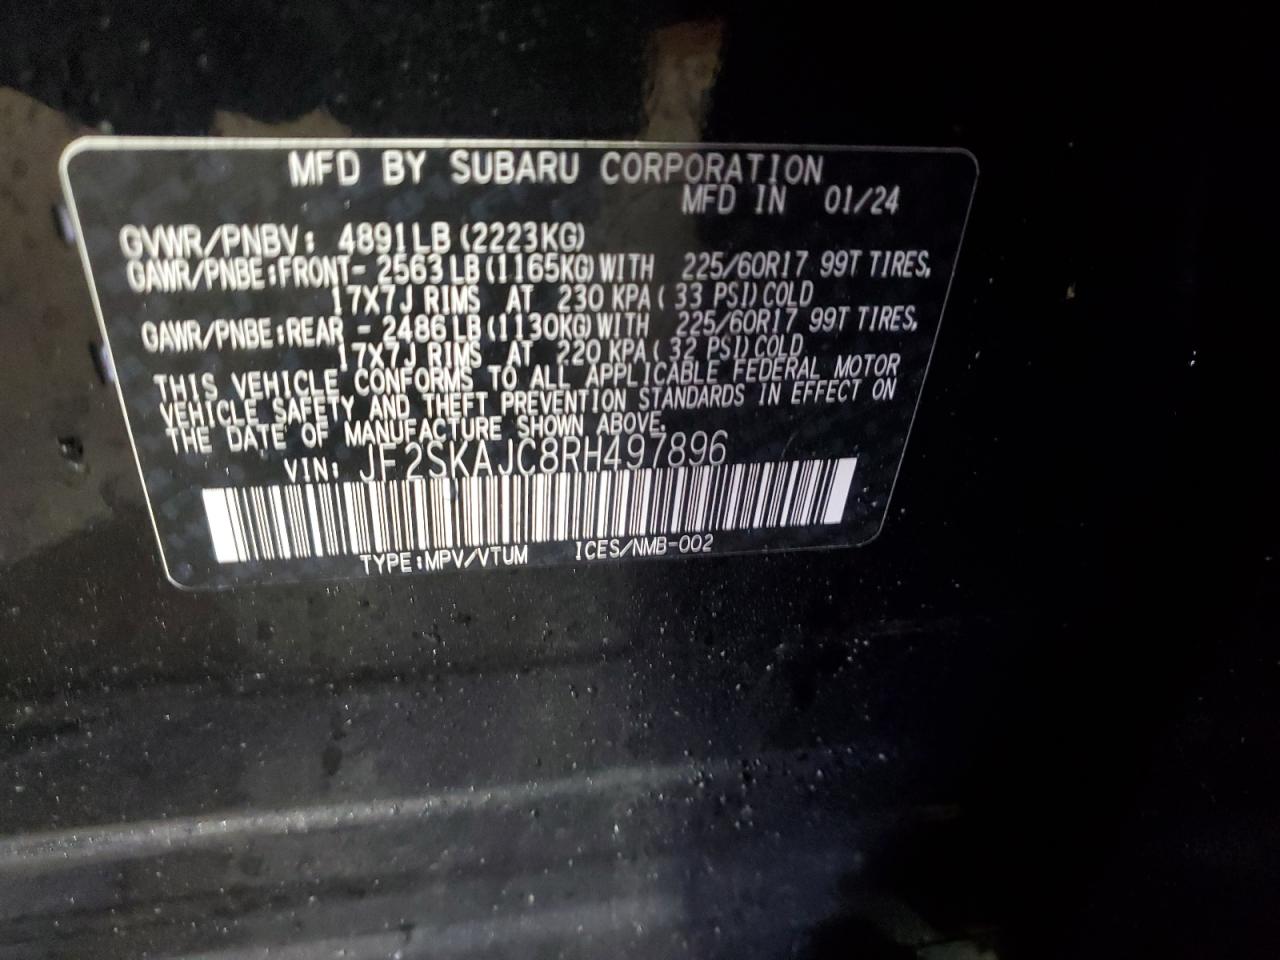 MFD BY SUBARU CORPORATION
MFD IN 01/24
GVWR/PNBV: 4891LB (2223KG)
GAWR/PNBE:FRONT- 2563LB(1165KG)WITH 225/60R17 99T TIRES,
17X7J RIMS AT 230 KPA( 33 PSI)COLD
GAWR/PNBE:REAR - 2486LB(1130KG)WITH 225/60R17 99T TIRES,
17X7J RIMS AT 220 KPA( 32 PSI)COLD
THIS VEHICLE CONFORMS TO ALL APPLICABLE FEDERAL MOTOR
VEHICLE SAFETY AND THEFT PREVENTION STANDARDS IN EFFECT ON
THE DATE OF MANUFACTURE SHOWN ABOVE.
VIN: JF2SKAJC8RH497896
TYPE:MPV/VTUM ICES/NMB-002